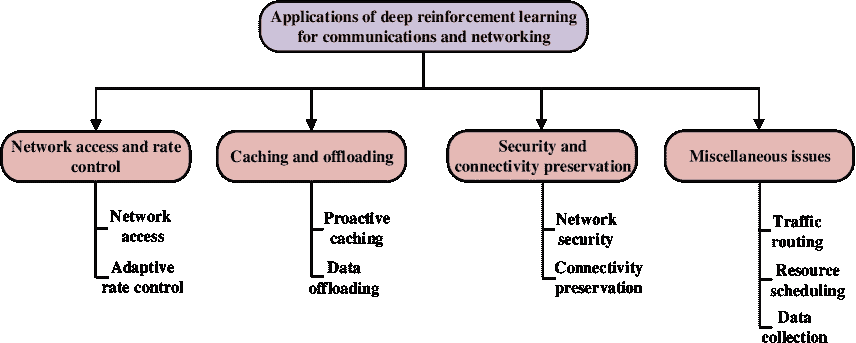 Applications of deep reinforcement learning
for communications and networking
Network access and rate
control
Caching and offloading
Security and
connectivity preservation
Miscellaneous issues
Network
access
Adaptive
rate control
Proactive
caching
Data
offloading
Network
security
Connectivity
preservation
Traffic
routing
Resource
scheduling
Data
collection